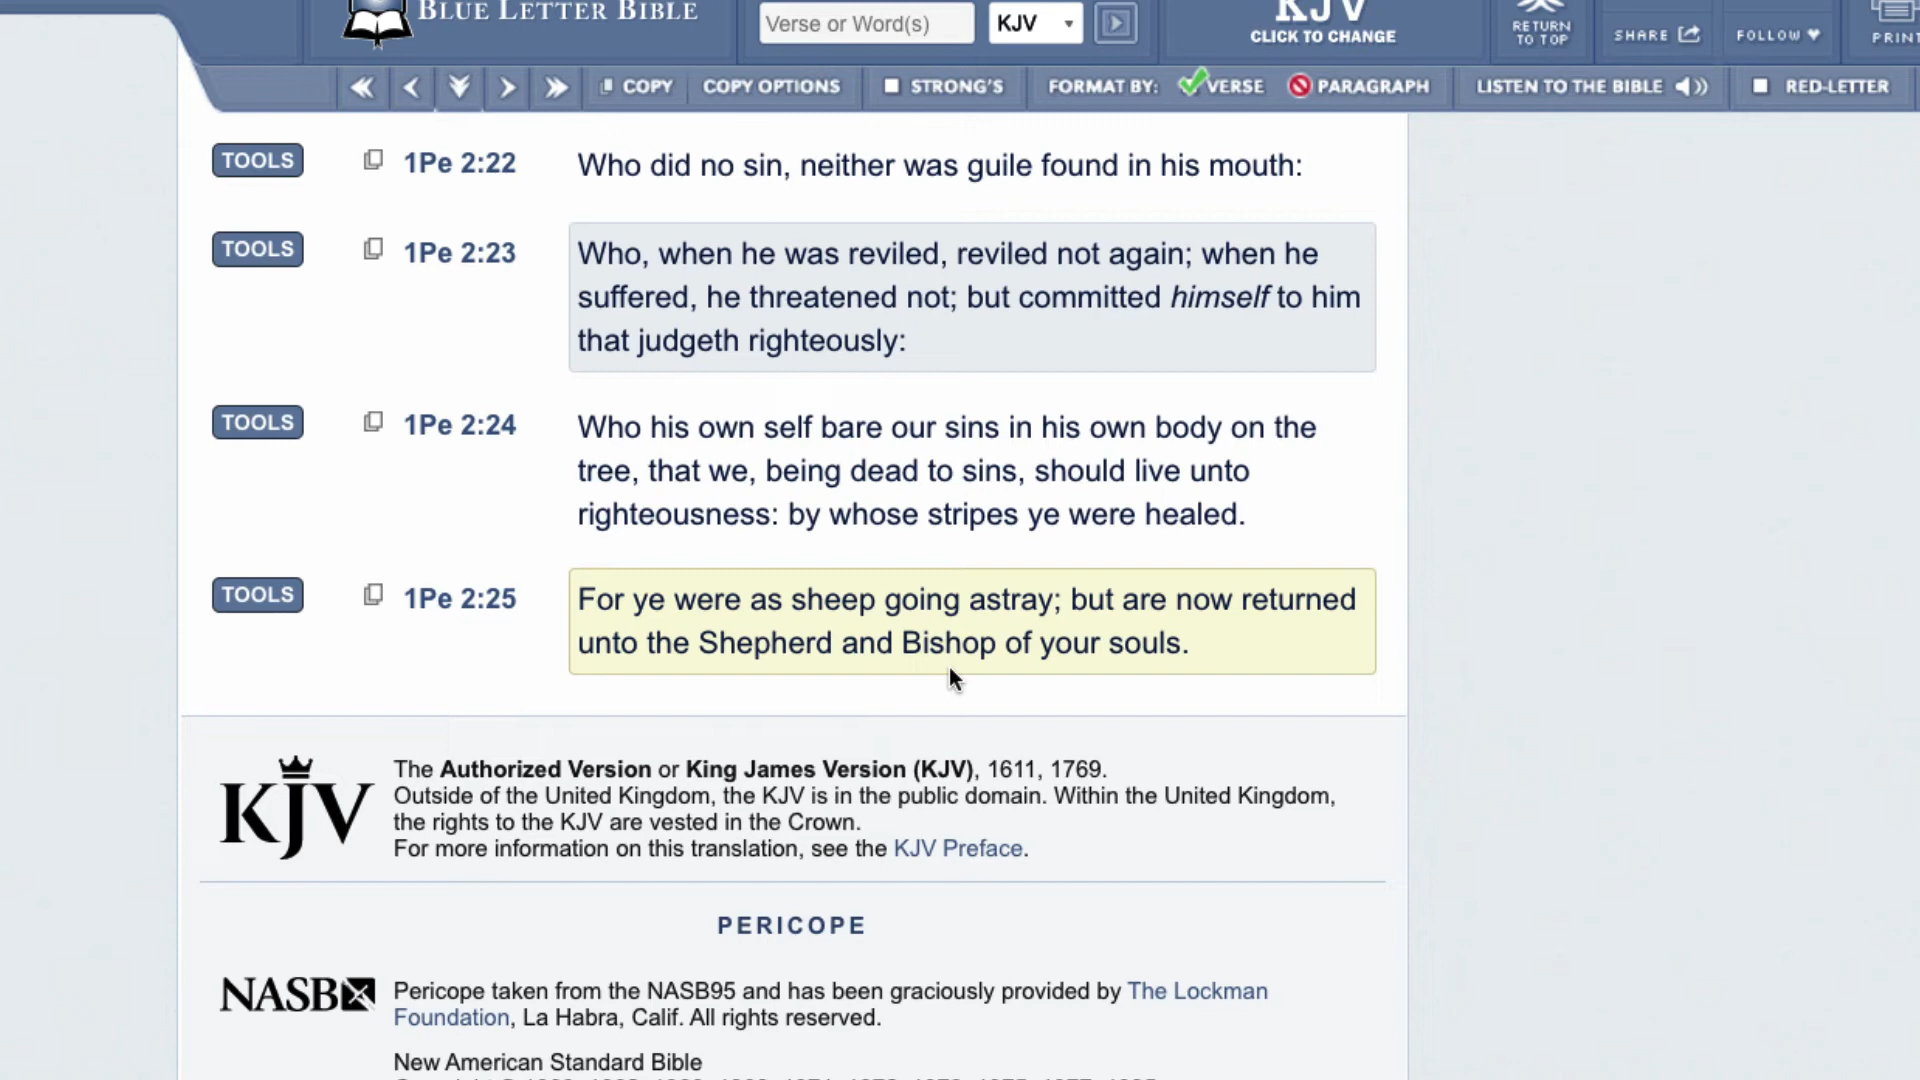 BLUE LETTER BIBLE
Verse or Word(s)
KJV
KJV
CLICK TO CHANGE
RETURN
TO TOP
SHARE
FOLLOW
PRINT
COPY
COPY OPTIONS
STRONG'S
FORMAT BY:
VERSE
PARAGRAPH
LISTEN TO THE BIBLE
RED-LETTER
TOOLS 1Pe 2:22 Who did no sin, neither was guile found in his mouth:
TOOLS 1Pe 2:23 Who, when he was reviled, reviled not again; when he
suffered, he threatened not; but committed himself to him
that judgeth righteously:
TOOLS 1Pe 2:24 Who his own self bare our sins in his own body on the
tree, that we, being dead to sins, should live unto
righteousness: by whose stripes ye were healed.
TOOLS 1Pe 2:25 For ye were as sheep going astray; but are now returned
unto the Shepherd and Bishop of your souls.
KJV
The Authorized Version or King James Version (KJV), 1611, 1769.
Outside of the United Kingdom, the KJV is in the public domain. Within the United Kingdom,
the rights to the KJV are vested in the Crown.
For more information on this translation, see the KJV Preface.
PERICOPE
NASB
Pericope taken from the NASB95 and has been graciously provided by The Lockman
Foundation, La Habra, Calif. All rights reserved.
New American Standard Bible